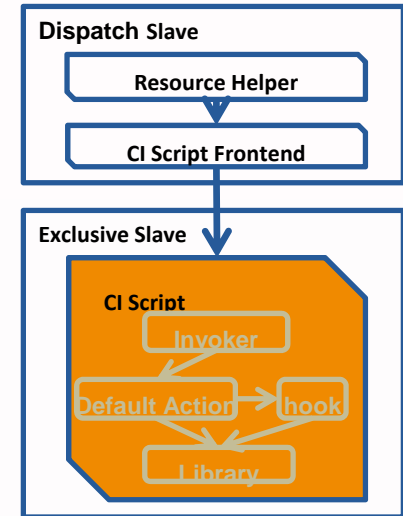 Dispatch Slave
Resource Helper
CI Script Frontend
Exclusive Slave
CI Script
Invoker
Default Action
hook
Library